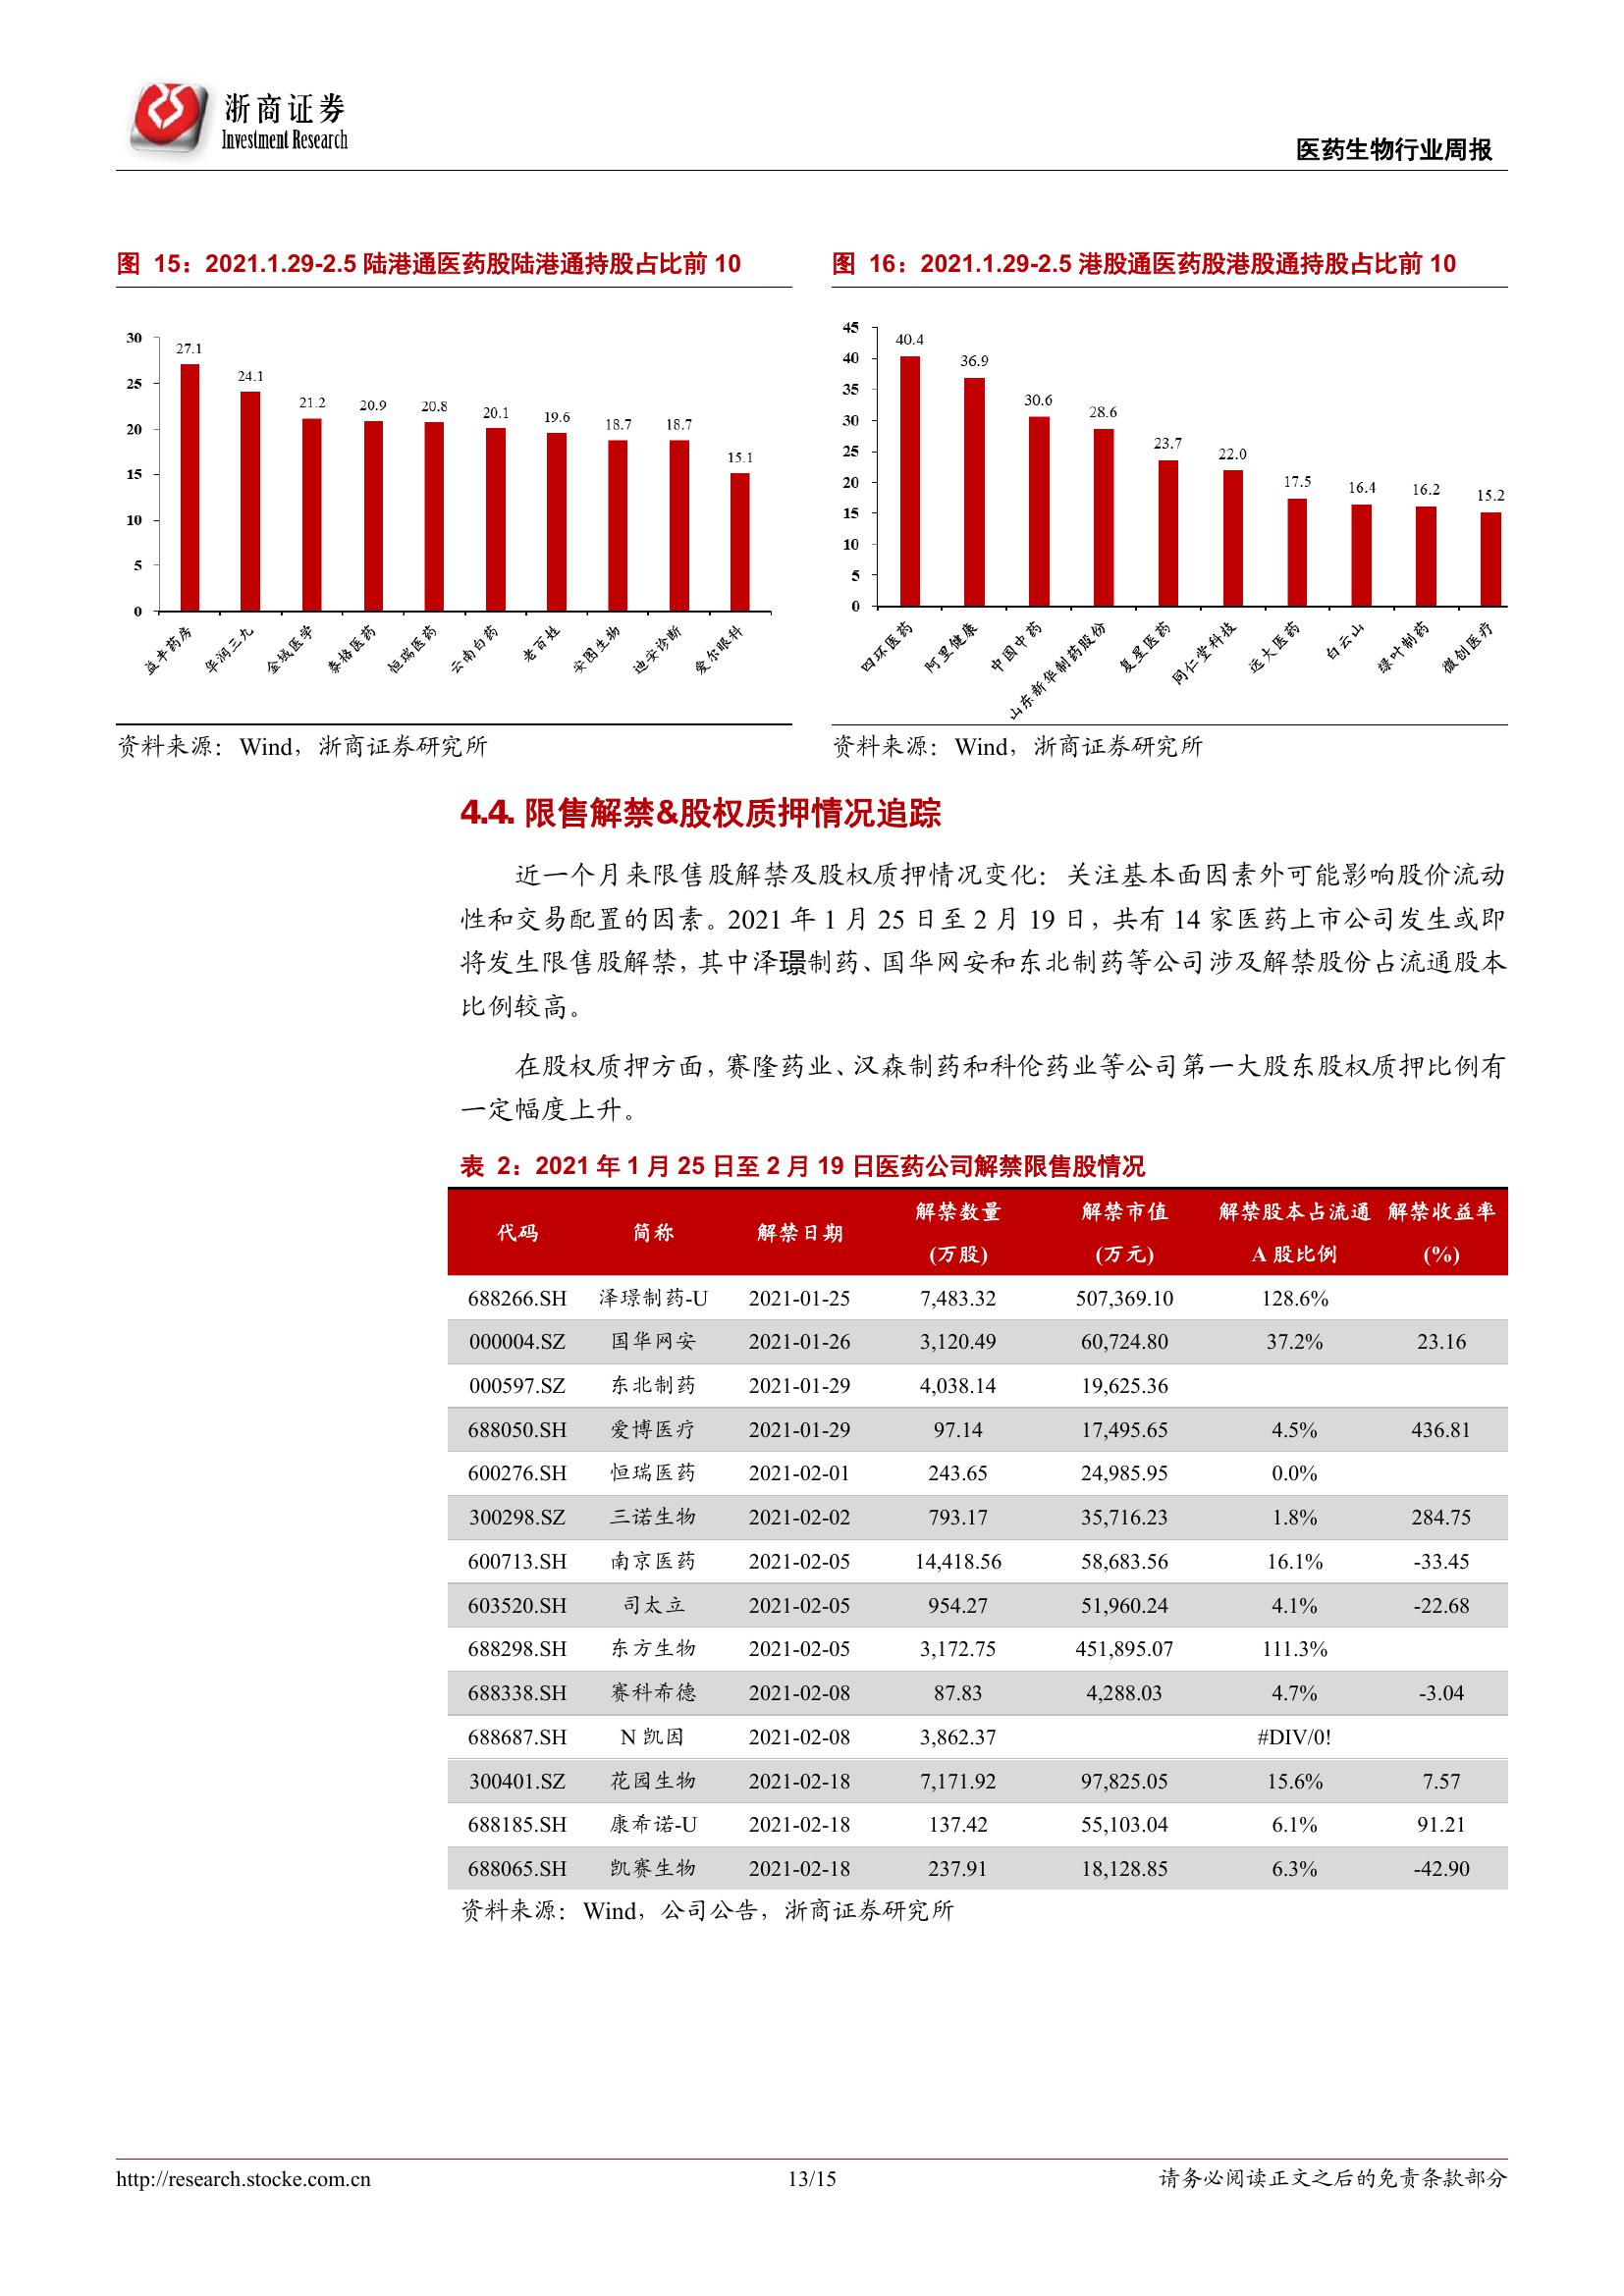 浙商证券
Investment Research
医药生物行业周报
图 15：2021.1.29-2.5 陆港通医药股陆港通持股占比前 10
30
25
20
15
10
5
0
27.1
24.1
21.2
20.9
20.8
20.1
19.6
18.7
18.7
15.1
益丰药房
华润三九
金域医学
泰格医药
恒瑞医药
云南白药
老百姓
安图生物
迪安诊断
爱尔眼科
资料来源：Wind，浙商证券研究所
图 16：2021.1.29-2.5 港股通医药股港股通持股占比前 10
45
40
35
30
25
20
15
10
5
0
40.4
36.9
30.6
28.6
23.7
22.0
17.5
16.4
16.2
15.2
四环医药
阿里健康
中国中药
山东新华制药股份
复星医药
同仁堂科技
远大医药
白云山
绿叶制药
微创医疗
资料来源：Wind，浙商证券研究所
4.4. 限售解禁&股权质押情况追踪
近一个月来限售股解禁及股权质押情况变化：关注基本面因素外可能影响股价流动
性和交易配置的因素。2021 年 1 月 25 日至 2 月 19 日，共有 14 家医药上市公司发生或即
将发生限售股解禁，其中泽璟制药、国华网安和东北制药等公司涉及解禁股份占流通股本
比例较高。
在股权质押方面，赛隆药业、汉森制药和科伦药业等公司第一大股东股权质押比例有
一定幅度上升。
表 2：2021 年 1 月 25 日至 2 月 19 日医药公司解禁限售股情况
代码 简称 解禁日期 解禁数量 (万股) 解禁市值 (万元) 解禁股本占流通 A 股比例 解禁收益率 (%)
688266.SH 泽璟制药-U 2021-01-25 7,483.32 507,369.10 128.6%
000004.SZ 国华网安 2021-01-26 3,120.49 60,724.80 37.2% 23.16
000597.SZ 东北制药 2021-01-29 4,038.14 19,625.36
688050.SH 爱博医疗 2021-01-29 97.14 17,495.65 4.5% 436.81
600276.SH 恒瑞医药 2021-02-01 243.65 24,985.95 0.0%
300298.SZ 三诺生物 2021-02-02 793.17 35,716.23 1.8% 284.75
600713.SH 南京医药 2021-02-05 14,418.56 58,683.56 16.1% -33.45
603520.SH 司太立 2021-02-05 954.27 51,960.24 4.1% -22.68
688298.SH 东方生物 2021-02-05 3,172.75 451,895.07 111.3%
688338.SH 赛科希德 2021-02-08 87.83 4,288.03 4.7% -3.04
688687.SH N 凯因 2021-02-08 3,862.37 #DIV/0!
300401.SZ 花园生物 2021-02-18 7,171.92 97,825.05 15.6% 7.57
688185.SH 康希诺-U 2021-02-18 137.42 55,103.04 6.1% 91.21
688065.SH 凯赛生物 2021-02-18 237.91 18,128.85 6.3% -42.90
资料来源：Wind，公司公告，浙商证券研究所
http://research.stocke.com.cn
13/15
请务必阅读正文之后的免责条款部分